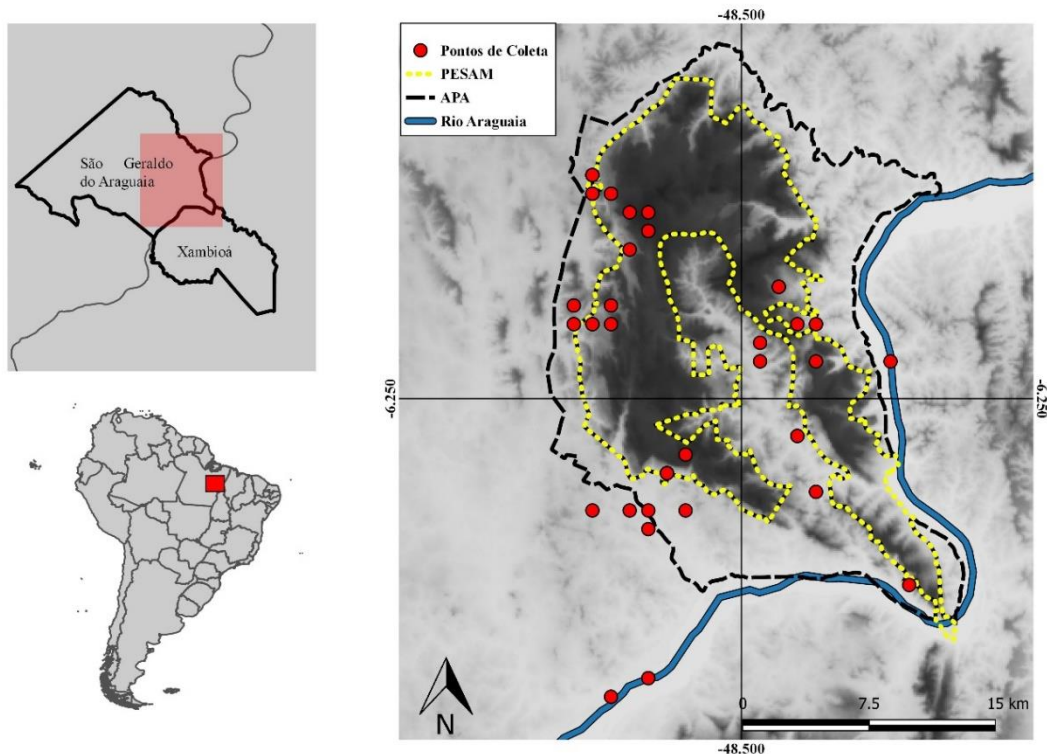 São Geraldo
do Araguaia
Xambioá
-48.500
Pontos de Coleta
PESAM
APA
Rio Araguaia
-6.250
-6.250
N
0
7.5
15 km
-48.500